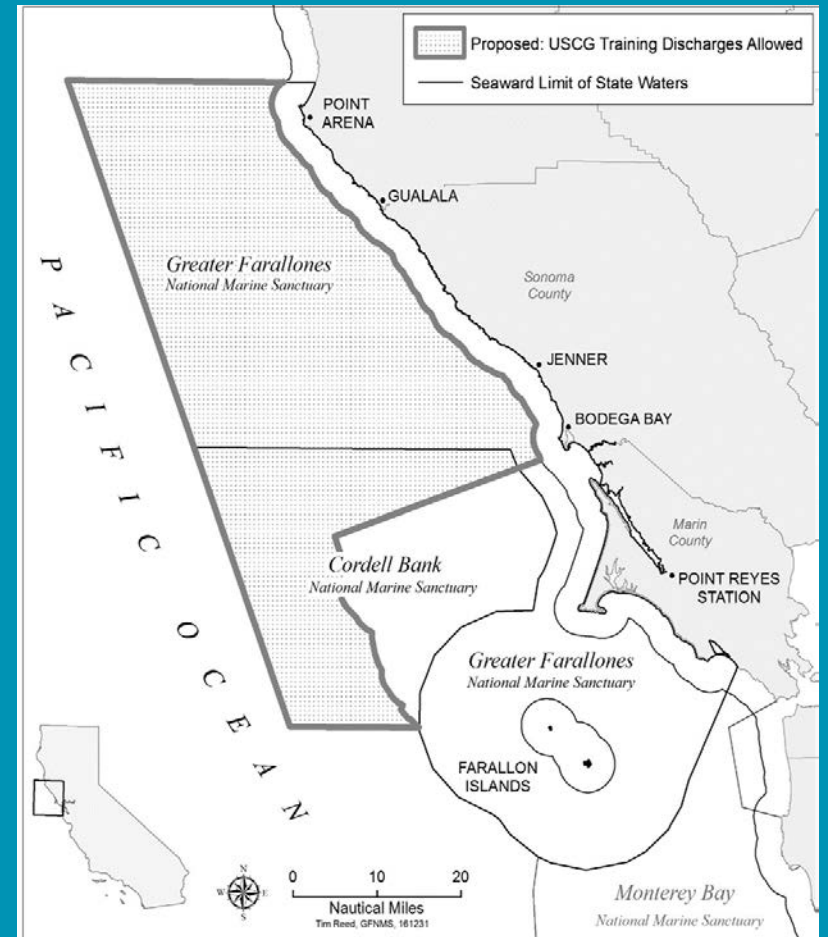 Proposed: USCG Training Discharges Allowed
Seaward Limit of State Waters
POINT
ARENA
GUALALA
Greater Farallones
National Marine Sanctuary
Sonoma
County
JENNER
BODEGA BAY
PACIFIC OCEAN
Marin
County
Cordell Bank
National Marine Sanctuary
POINT REYES
STATION
Greater Farallones
National Marine Sanctuary
FARALLON
ISLANDS
N
W E
S
0 10 20
Nautical Miles
Tim Reed, GFNMS, 161231
Monterey Bay
National Marine Sanctuary